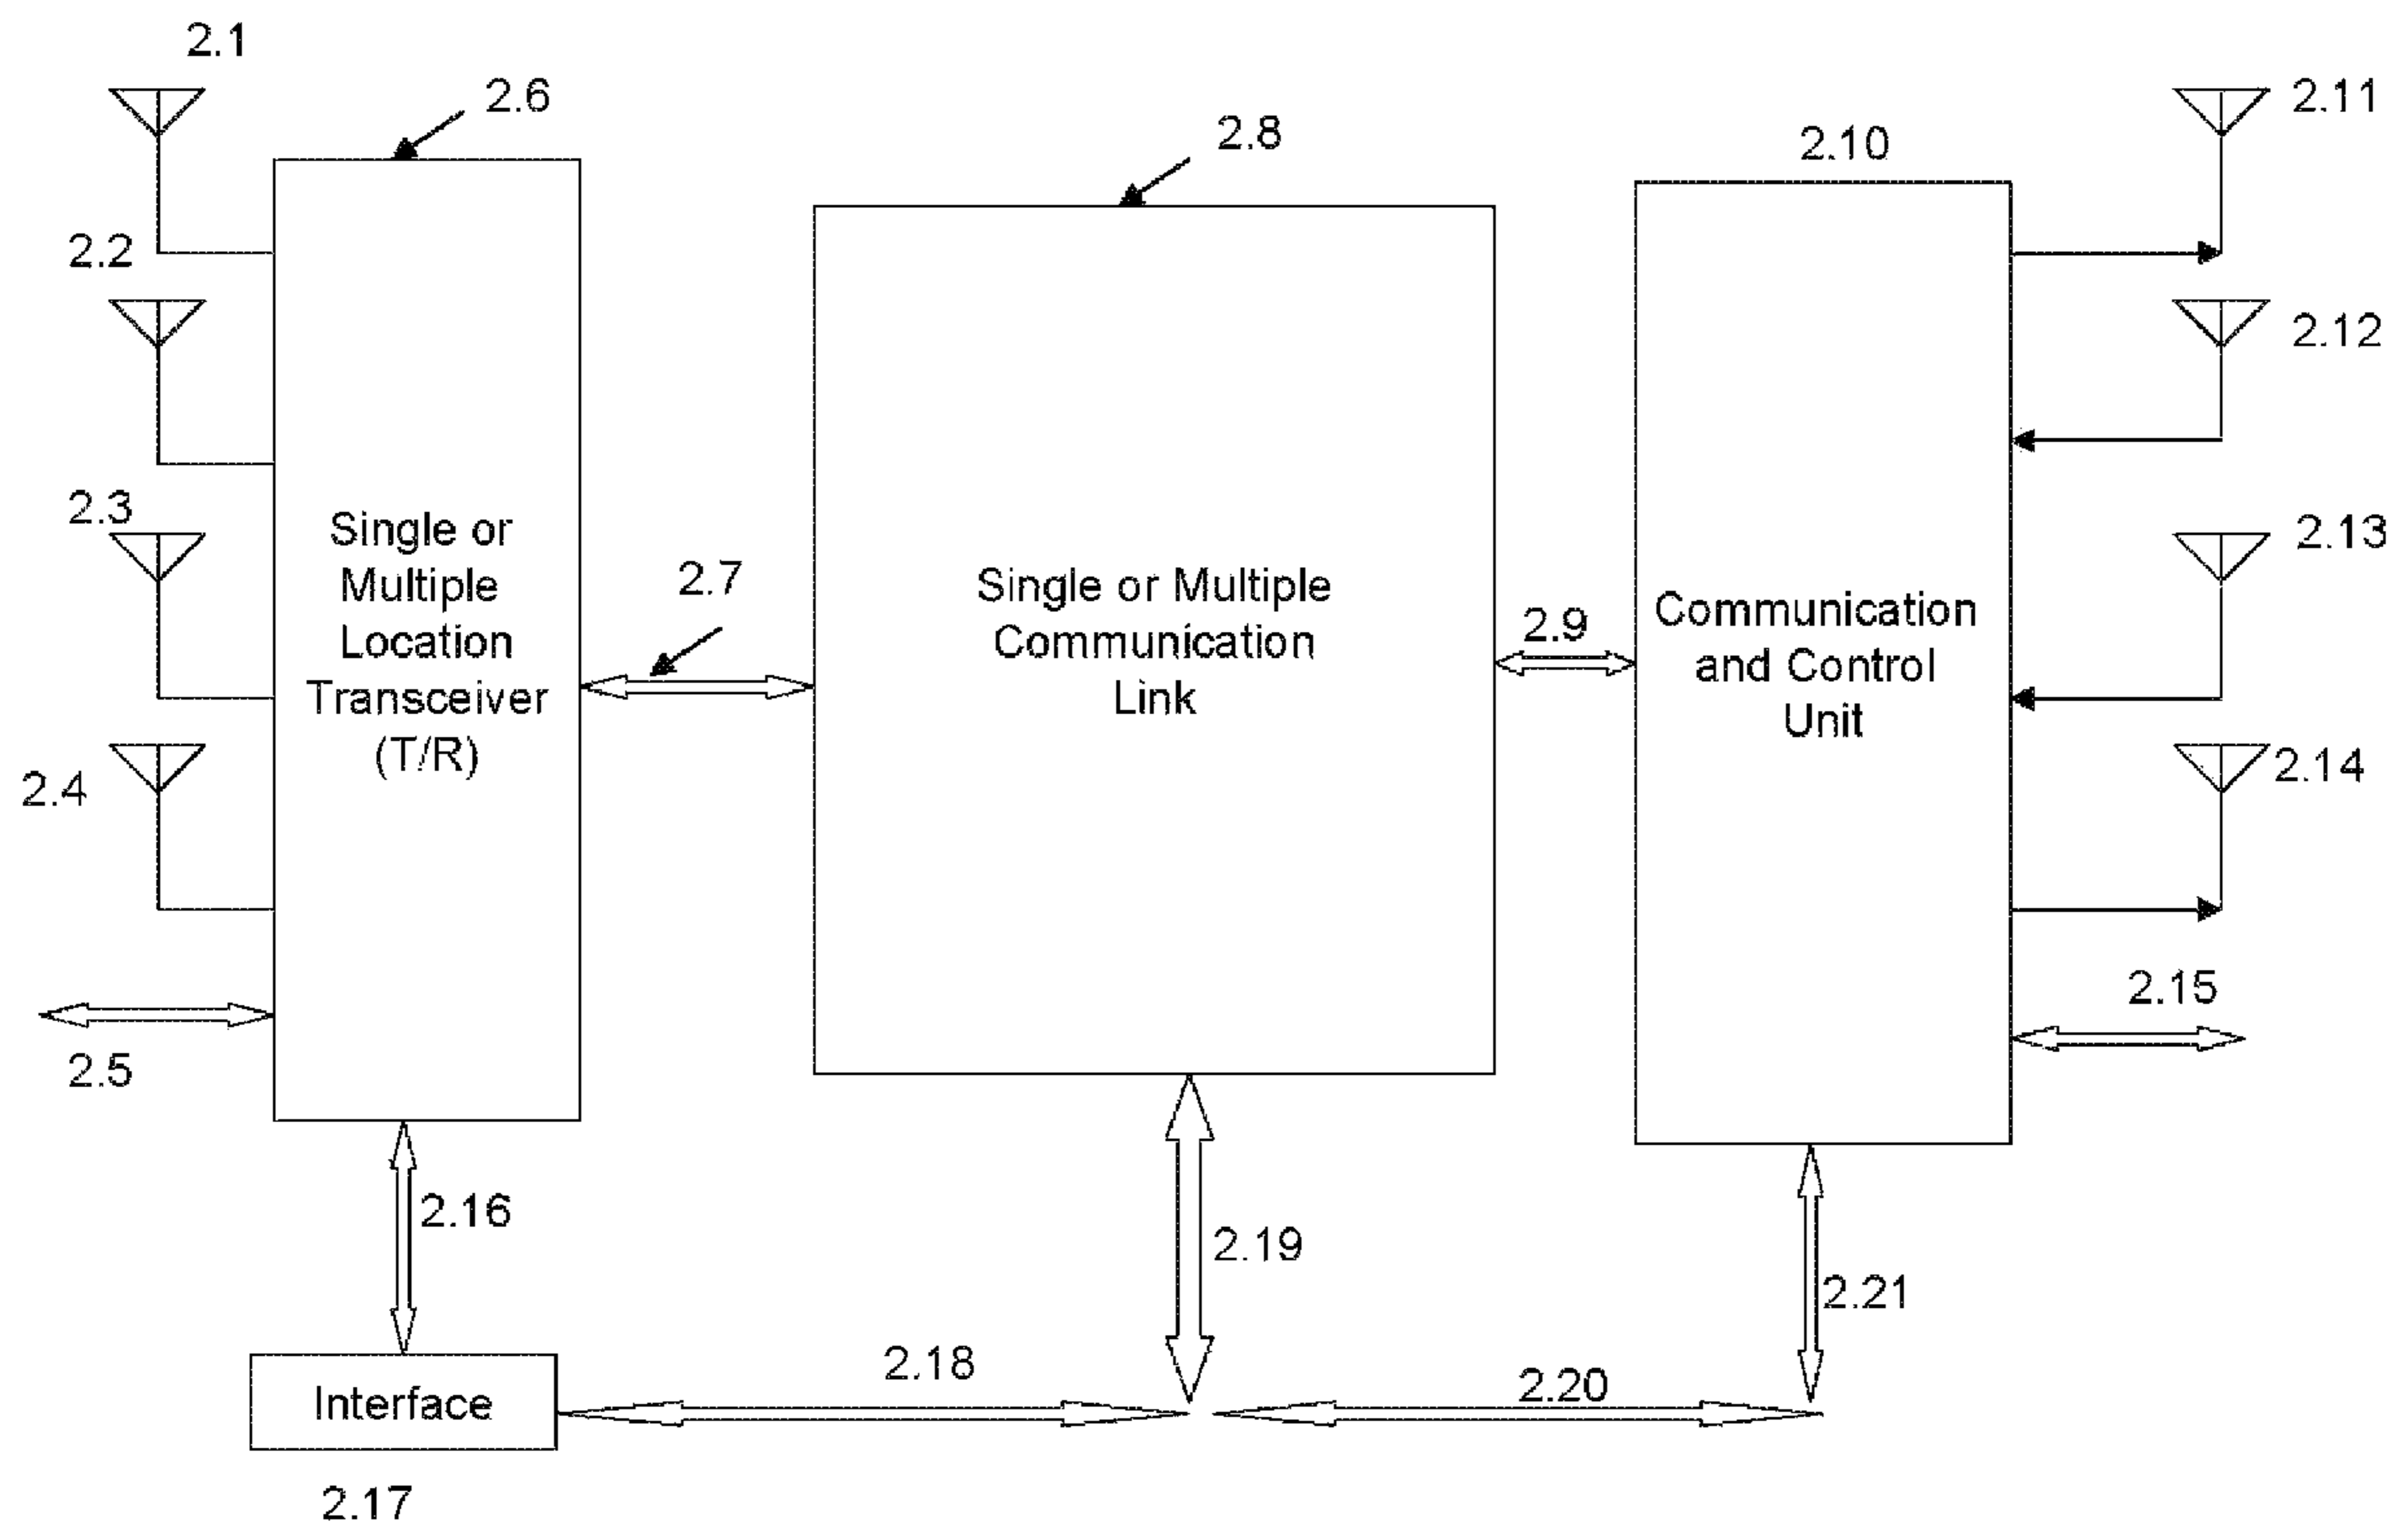 2.1
2.6
2.8
2.10
2.11
2.2
2.12
2.3
2.13
Single or
Multiple
Location
Transceiver
(T/R)
2.7
Single or Multiple
Communication
Link
2.9
Communication
and Control
Unit
2.4
2.14
2.5
2.15
2.16
2.19
2.21
2.18
2.20
Interface
2.17